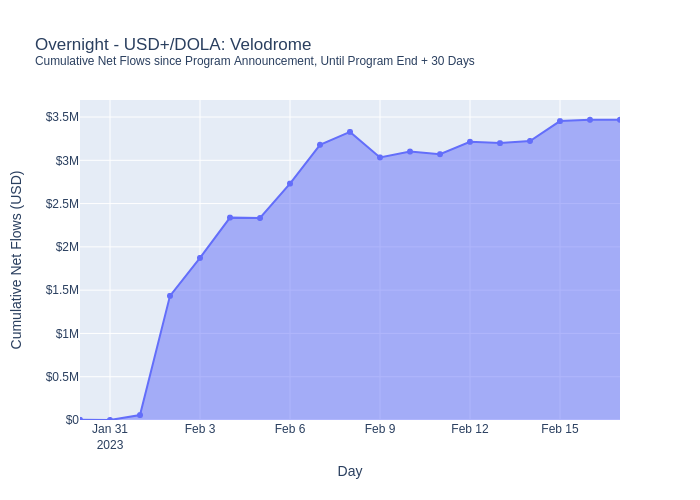 Overnight - USD+/DOLA: Velodrome
Cumulative Net Flows since Program Announcement, Until Program End + 30 Days
Cumulative Net Flows (USD)
$3.5M
$3M
$2.5M
$2M
$1.5M
$1M
$0.5M
$0
Jan 31
2023
Feb 3
Feb 6
Feb 9
Feb 12
Feb 15
Day